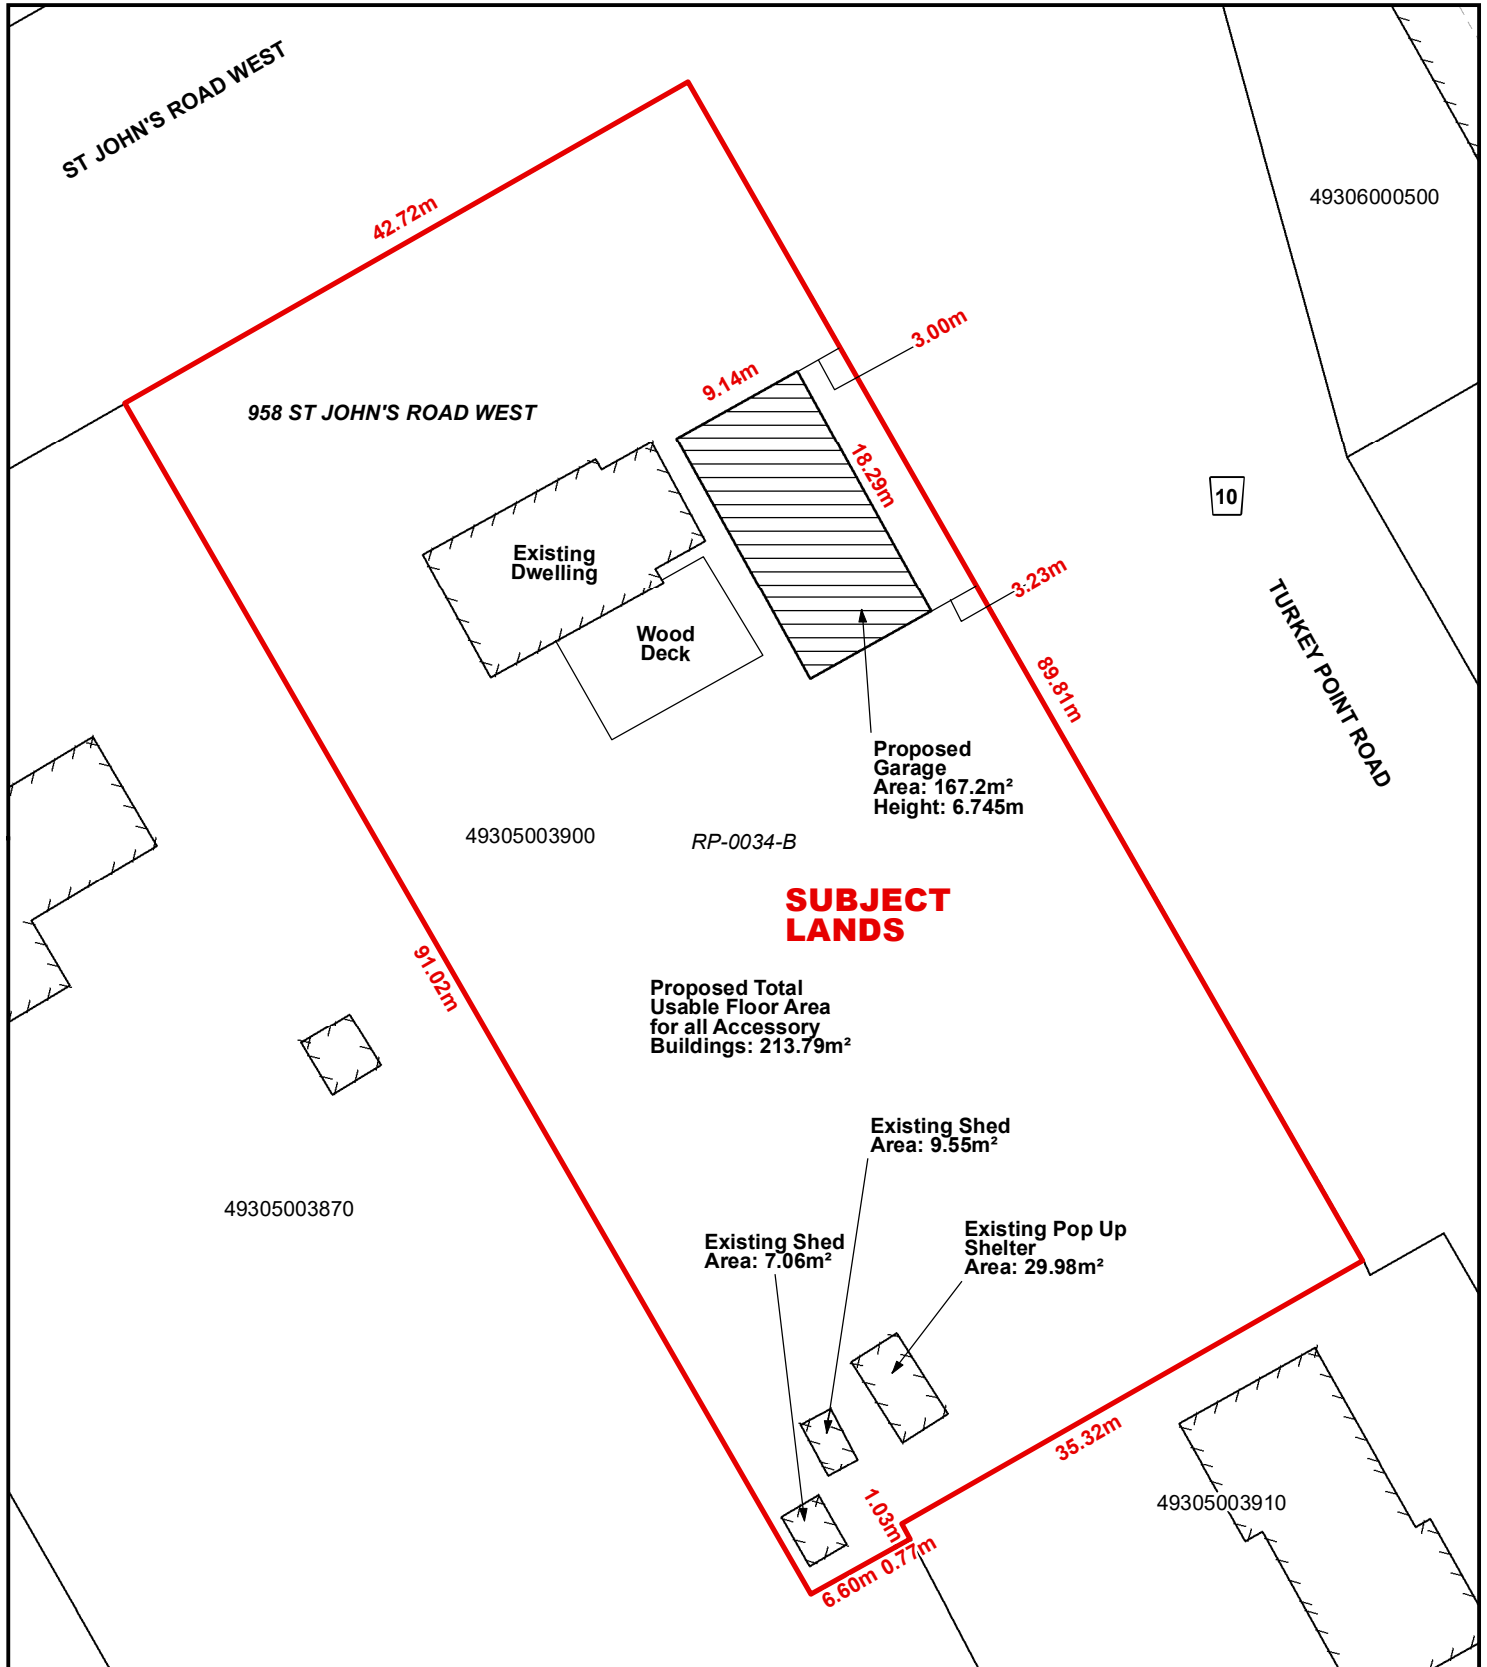 ST JOHN'S ROAD WEST
42.72m
49306000500
3.00m
9.14m
958 ST JOHN'S ROAD WEST
18.29m
10
Existing
Dwelling
3.23m
Wood
Deck
TURKEY POINT ROAD
89.81m
Proposed
Garage
Area: 167.2m²
Height: 6.745m
49305003900
RP-0034-B
SUBJECT
LANDS
91.02m
Proposed Total
Usable Floor Area
for all Accessory
Buildings: 213.79m²
Existing Shed
Area: 9.55m²
49305003870
Existing Shed
Area: 7.06m²
Existing Pop Up
Shelter
Area: 29.98m²
35.32m
1.03m
49305003910
6.60m 0.77m